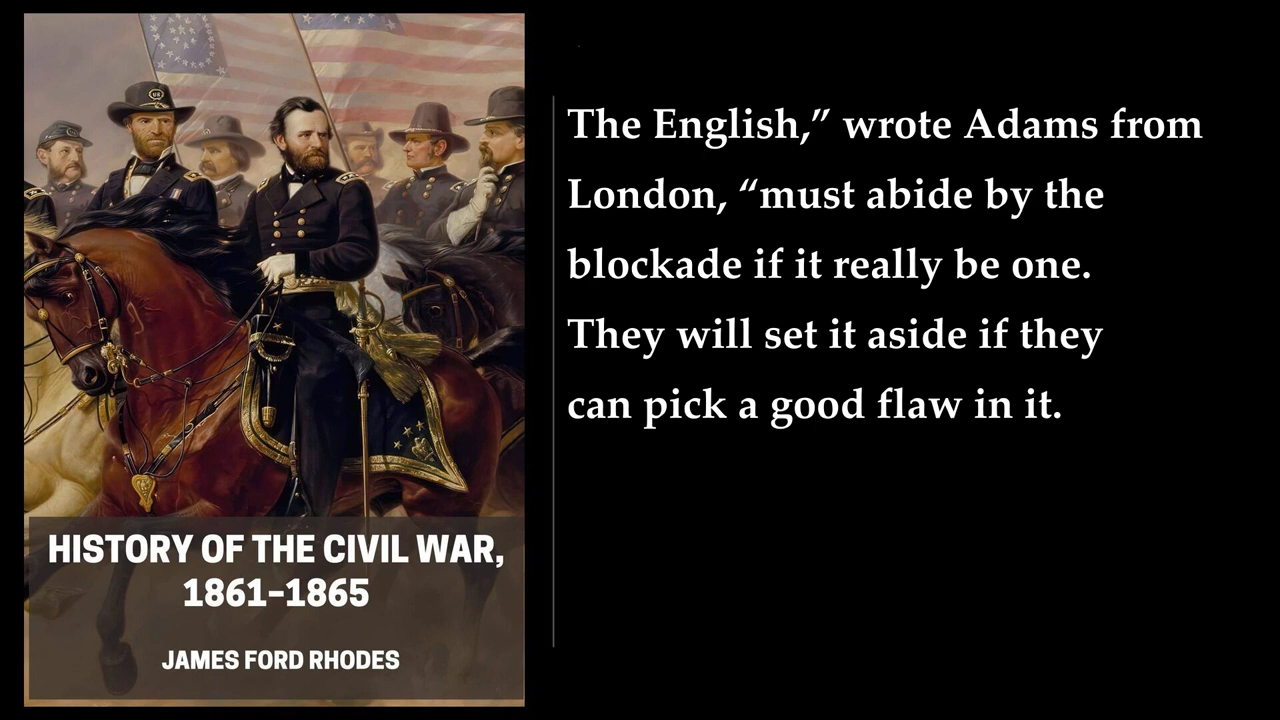 HISTORY OF THE CIVIL WAR,
1861–1865
JAMES FORD RHODES
The English,” wrote Adams from
London, “must abide by the
blockade if it really be one.
They will set it aside if they
can pick a good flaw in it.